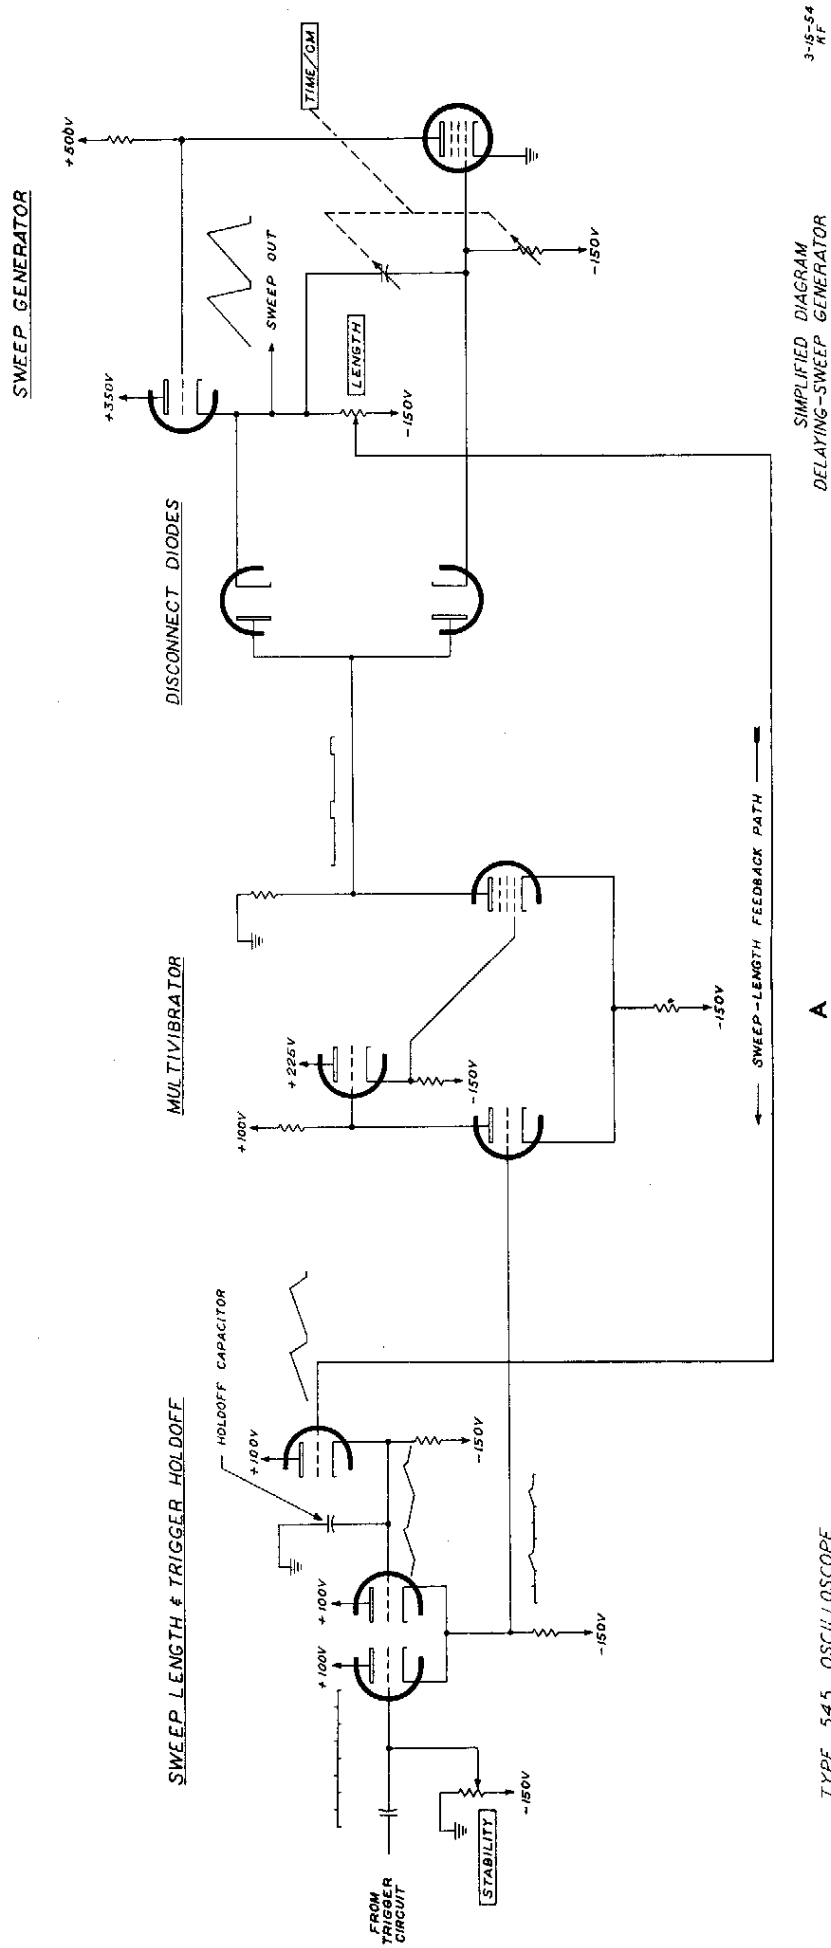 SWEEP LENGTH & TRIGGER HOLDOFF
MULTIVIBRATOR
DISCONNECT DIODES
SWEEP GENERATOR
HOLDOFF CAPACITOR
FROM
TRIGGER
CIRCUIT
STABILITY
-150V
+100V
+100V
-150V
+100V
-150V
+100V
+225V
-150V
-150V
SWEEP-LENGTH FEEDBACK PATH
+350V
SWEEP OUT
LENGTH
-150V
+500V
TIME/CM
-150V
TYPE 545 OSCILLOSCOPE
A
SIMPLIFIED DIAGRAM
DELAYING-SWEEP GENERATOR
3-15-54
KF